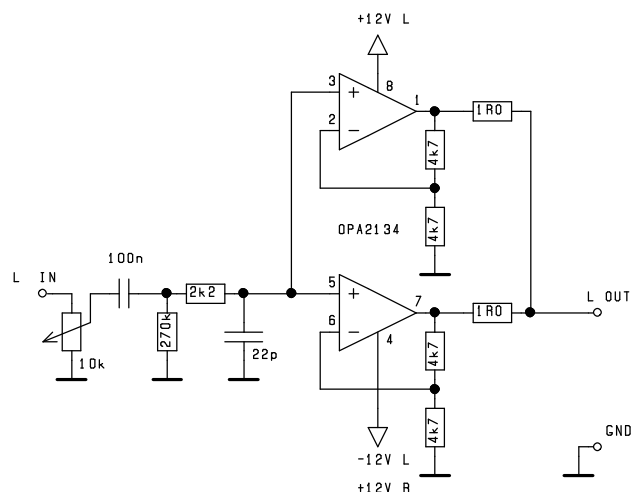 +12V L
3
8
1
+
1R0
2
−
4k7
4k7
OPA2134
100n
L IN
5
2k2
+
7
L OUT
1R0
6
−
270k
4
4k7
22p
10k
4k7
GND
-12V L
+12V R